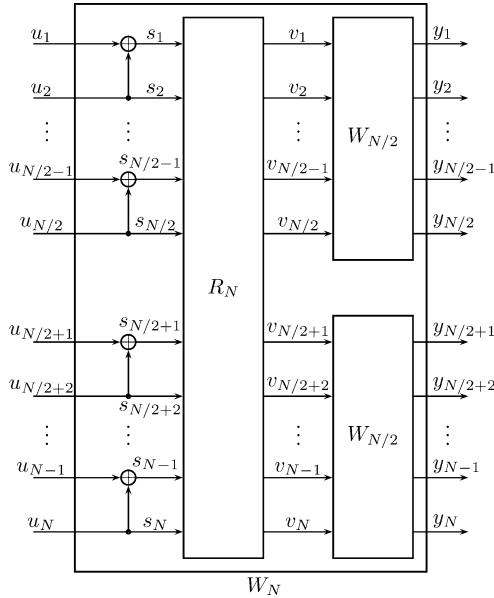 u_1 s_1 v_1 y_1
u_2 s_2 v_2 y_2
⋮ ⋮ ⋮ W_{N/2} ⋮
u_{N/2-1} s_{N/2-1} v_{N/2-1} y_{N/2-1}
u_{N/2} s_{N/2} v_{N/2} y_{N/2}
R_N
u_{N/2+1} s_{N/2+1} v_{N/2+1} y_{N/2+1}
u_{N/2+2} s_{N/2+2} v_{N/2+2} y_{N/2+2}
⋮ ⋮ ⋮ W_{N/2} ⋮
u_{N-1} s_{N-1} v_{N-1} y_{N-1}
u_N s_N v_N y_N
W_N